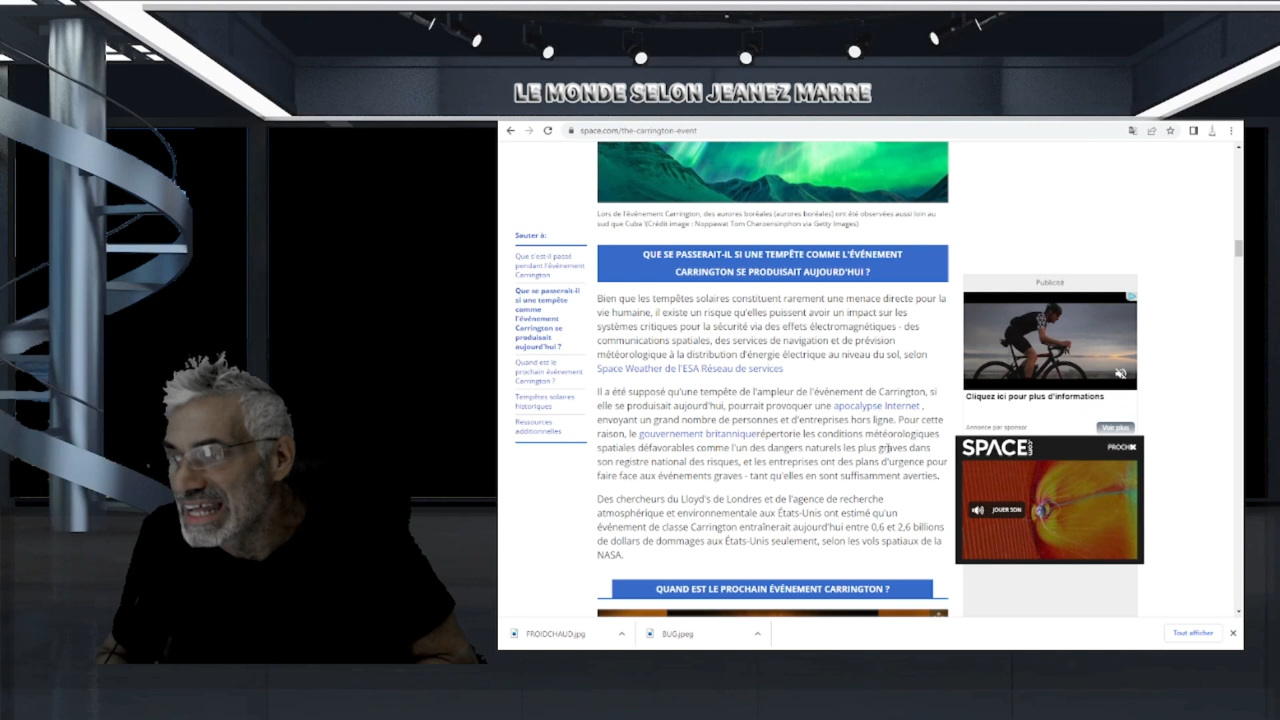 LE MONDE SELON JEANEZ MARRE
space.com/the-carrington-event
Lors de l'événement Carrington, des aurores boréales (aurores boréales) ont été observées aussi loin au
sud que Cuba !(Crédit image : Noppawat Tom Charoensinphon via Getty Images)
Sauter à:
Que s'est-il passé
pendant l'événement
Carrington
Que se passerait-il
si une tempête
comme
l'événement
Carrington se
produisait
aujourd'hui ?
Quand est le
prochain événement
Carrington ?
Tempêtes solaires
historiques
Ressources
additionnelles
QUE SE PASSERAIT-IL SI UNE TEMPÊTE COMME L'ÉVÉNEMENT
CARRINGTON SE PRODUISAIT AUJOURD'HUI ?
Bien que les tempêtes solaires constituent rarement une menace directe pour la
vie humaine, il existe un risque qu'elles puissent avoir un impact sur les
systèmes critiques pour la sécurité via des effets électromagnétiques - des
communications spatiales, des services de navigation et de prévision
météorologique à la distribution d'énergie électrique au niveau du sol, selon
Space Weather de l'ESA Réseau de services
Il a été supposé qu'une tempête de l'ampleur de l'événement de Carrington, si
elle se produisait aujourd'hui, pourrait provoquer une apocalypse Internet ,
envoyant un grand nombre de personnes et d'entreprises hors ligne. Pour cette
raison, le gouvernement britanniquerépertorie les conditions météorologiques
spatiales défavorables comme l'un des dangers naturels les plus graves dans
son registre national des risques, et les entreprises ont des plans d'urgence pour
faire face aux événements graves - tant qu'elles en sont suffisamment averties.
Des chercheurs du Lloyd's de Londres et de l'agence de recherche
atmosphérique et environnementale aux États-Unis ont estimé qu'un
événement de classe Carrington entraînerait aujourd'hui entre 0,6 et 2,6 billions
de dollars de dommages aux États-Unis seulement, selon les vols spatiaux de la
NASA.
QUAND EST LE PROCHAIN ÉVÉNEMENT CARRINGTON ?
Publicité
Cliquez ici pour plus d'informations
Annonce par sponsor
Voir plus
SPACE.com
PROCH
JOUER SON
FROIDCHAUD.jpg
BUG.jpeg
Tout afficher